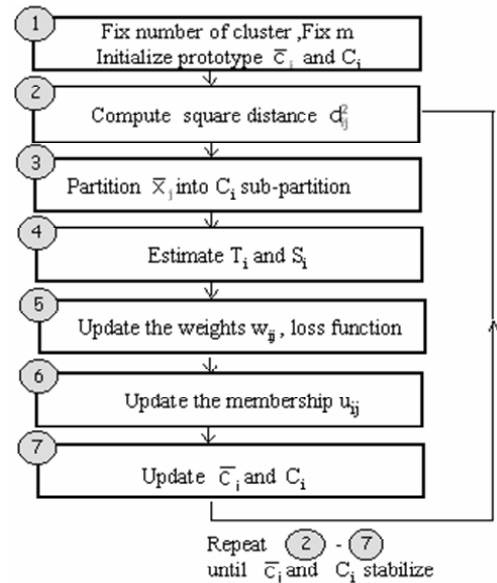 1
Fix number of cluster ,Fix m
Initialize prototype c̅ᵢ and Cᵢ
2
Compute square distance d²ᵢⱼ
3
Partition x̅ⱼ into Cᵢ sub-partition
4
Estimate Tᵢ and Sᵢ
5
Update the weights wᵢⱼ , loss function
6
Update the membership uᵢⱼ
7
Update c̅ᵢ and Cᵢ
Repeat 2 - 7
until c̅ᵢ and Cᵢ stabilize